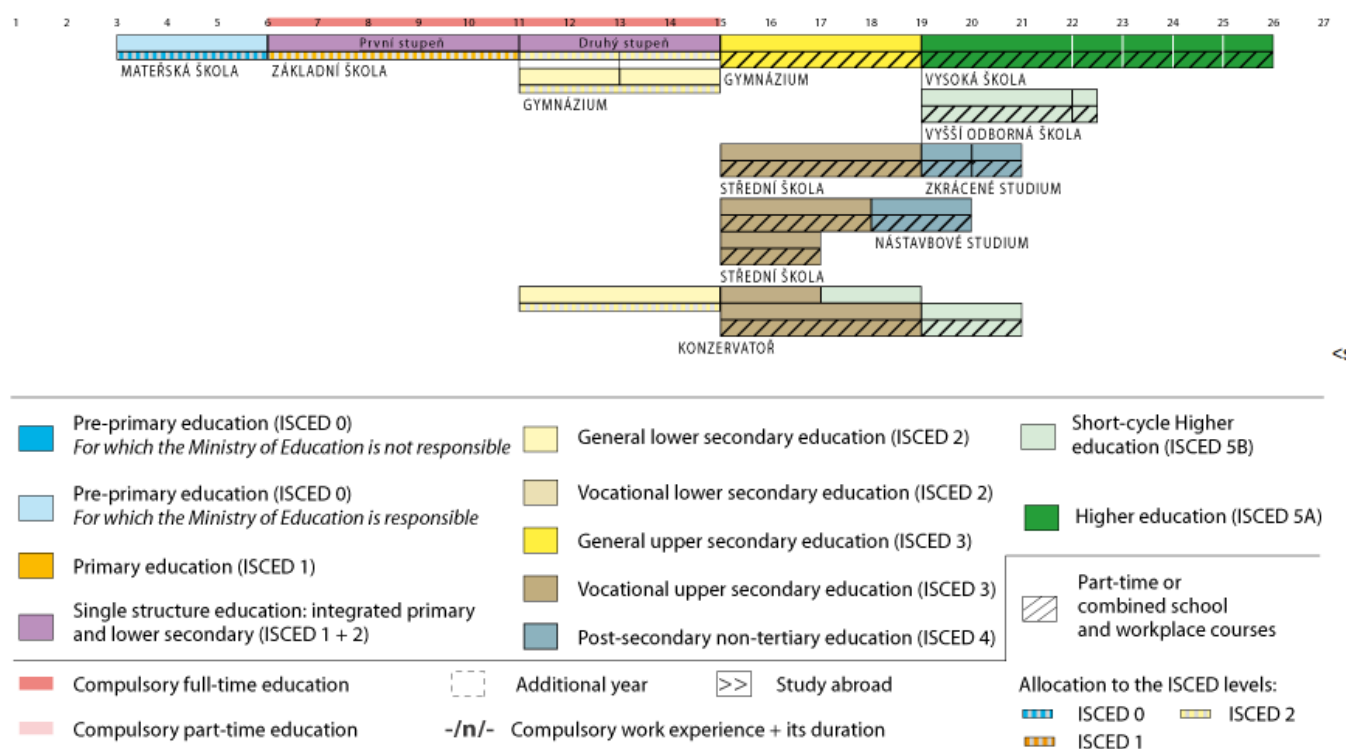 1 2 3 4 5 6 7 8 9 10 11 12 13 14 15 16 17 18 19 20 21 22 23 24 25 26 27
První stupeň Druhý stupeň
MATEŘSKÁ ŠKOLA ZÁKLADNÍ ŠKOLA GYMNÁZIUM VYSOKÁ ŠKOLA
GYMNÁZIUM
VYŠŠÍ ODBORNÁ ŠKOLA
STŘEDNÍ ŠKOLA ZKRÁCENÉ STUDIUM
NÁSTAVBOVÉ STUDIUM
STŘEDNÍ ŠKOLA
KONZERVATOŘ
<s
Pre-primary education (ISCED 0)
For which the Ministry of Education is not responsible
Pre-primary education (ISCED 0)
For which the Ministry of Education is responsible
Primary education (ISCED 1)
Single structure education: integrated primary
and lower secondary (ISCED 1 + 2)
General lower secondary education (ISCED 2)
Vocational lower secondary education (ISCED 2)
General upper secondary education (ISCED 3)
Vocational upper secondary education (ISCED 3)
Post-secondary non-tertiary education (ISCED 4)
Short-cycle Higher
education (ISCED 5B)
Higher education (ISCED 5A)
Part-time or
combined school
and workplace courses
Compulsory full-time education
Compulsory part-time education
Additional year
>> Study abroad
-/n/- Compulsory work experience + its duration
Allocation to the ISCED levels:
ISCED 0 ISCED 2
ISCED 1